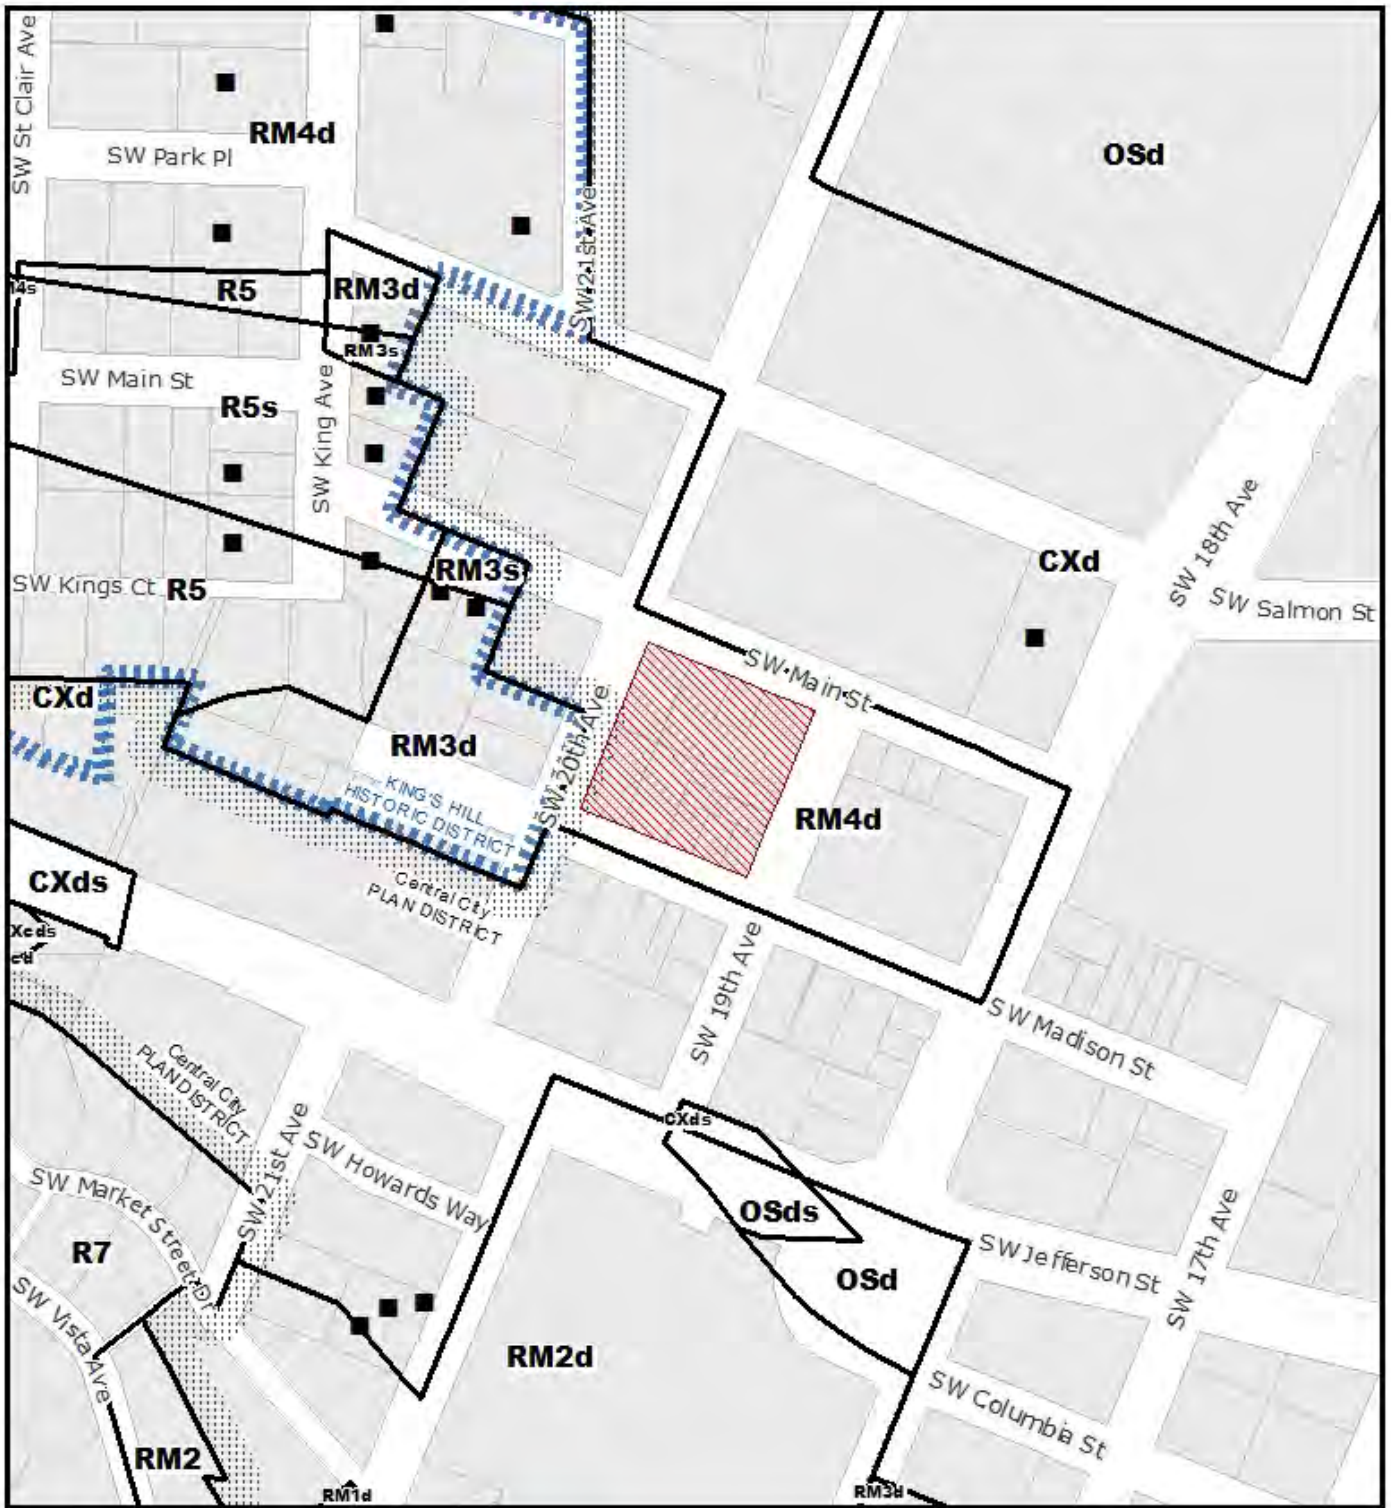 SW St Clair Ave
RM4d
SW Park Pl
OSd
SW 21st Ave
R5
RM3d
RM3s
SW Main St
R5s
SW King Ave
CXd
SW 18th Ave
SW Salmon St
SW Kings Ct
R5
RM3s
SW Main St
CXd
RM3d
SW 20th Ave
KING'S HILL
HISTORIC DISTRICT
RM4d
CXds
Central City
PLAN DISTRICT
SW 19th Ave
SW Madison St
Central City
PLAN DISTRICT
CXds
SW 21st Ave
SW Howards Way
SW Market Street Dr
OSds
R7
SW Jefferson St
SW 17th Ave
OSd
SW Vista Ave
RM2d
SW Columbia St
RM2
RM1d
RM3d